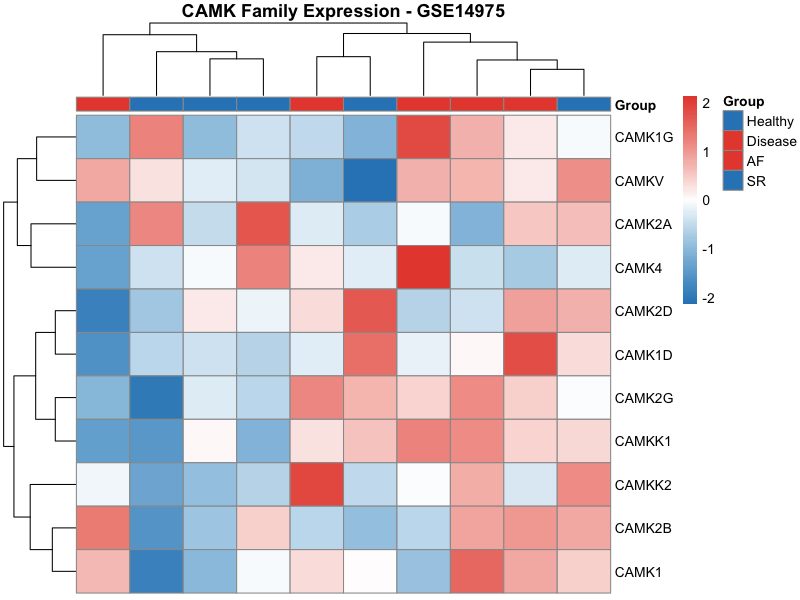 CAMK Family Expression - GSE14975
Group
CAMK1G
CAMKV
CAMK2A
CAMK4
CAMK2D
CAMK1D
CAMK2G
CAMKK1
CAMKK2
CAMK2B
CAMK1
2
1
0
-1
-2
Group
Healthy
Disease
AF
SR